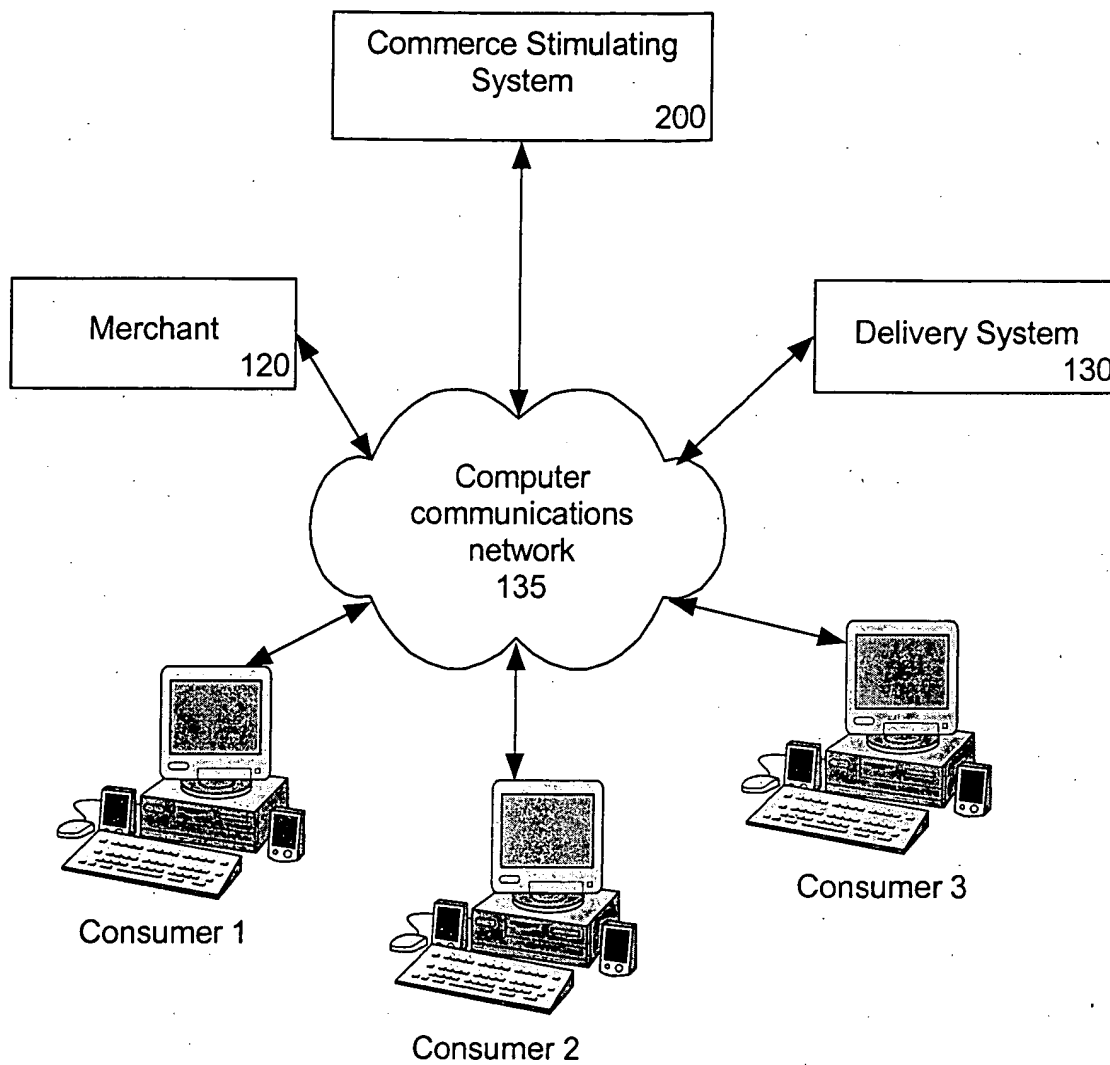 Commerce Stimulating
System
200
Merchant
120
Delivery System
130
Computer
communications
network
135
Consumer 1
Consumer 2
Consumer 3